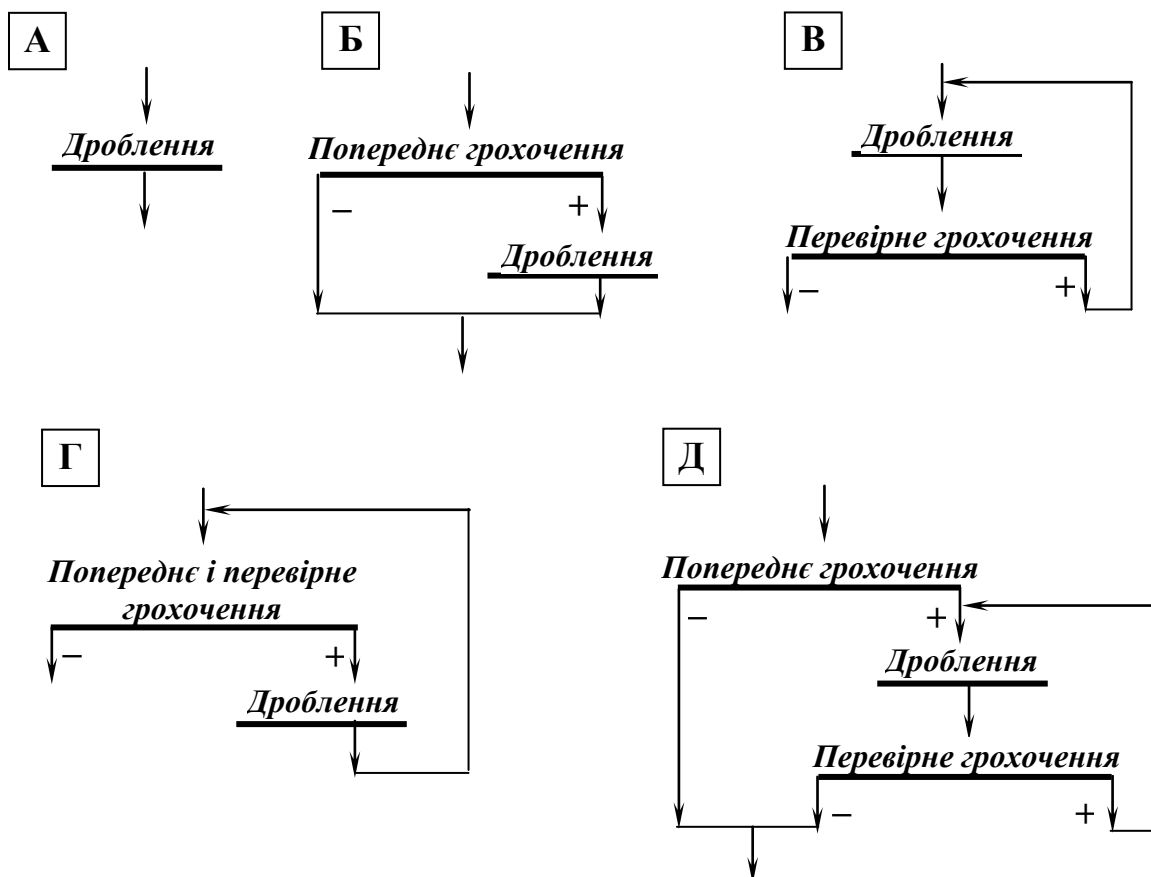 А
Дроблення
Б
Попереднє грохочення
– +
Дроблення
В
Дроблення
Перевірне грохочення
– +
Г
Попереднє і перевірне
грохочення
– +
Дроблення
Д
Попереднє грохочення
– +
Дроблення
Перевірне грохочення
– +